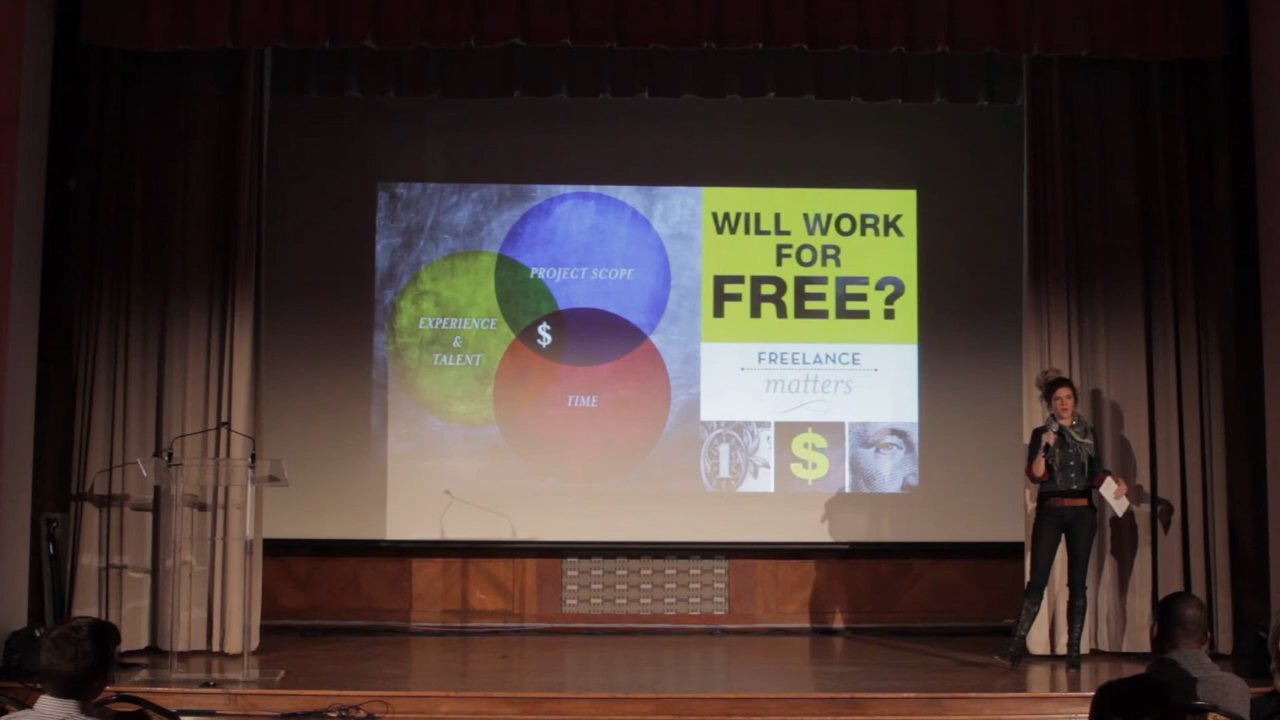 PROJECT SCOPE
EXPERIENCE
&
TALENT
$
TIME
WILL WORK
FOR
FREE?
FREELANCE
matters
1
$